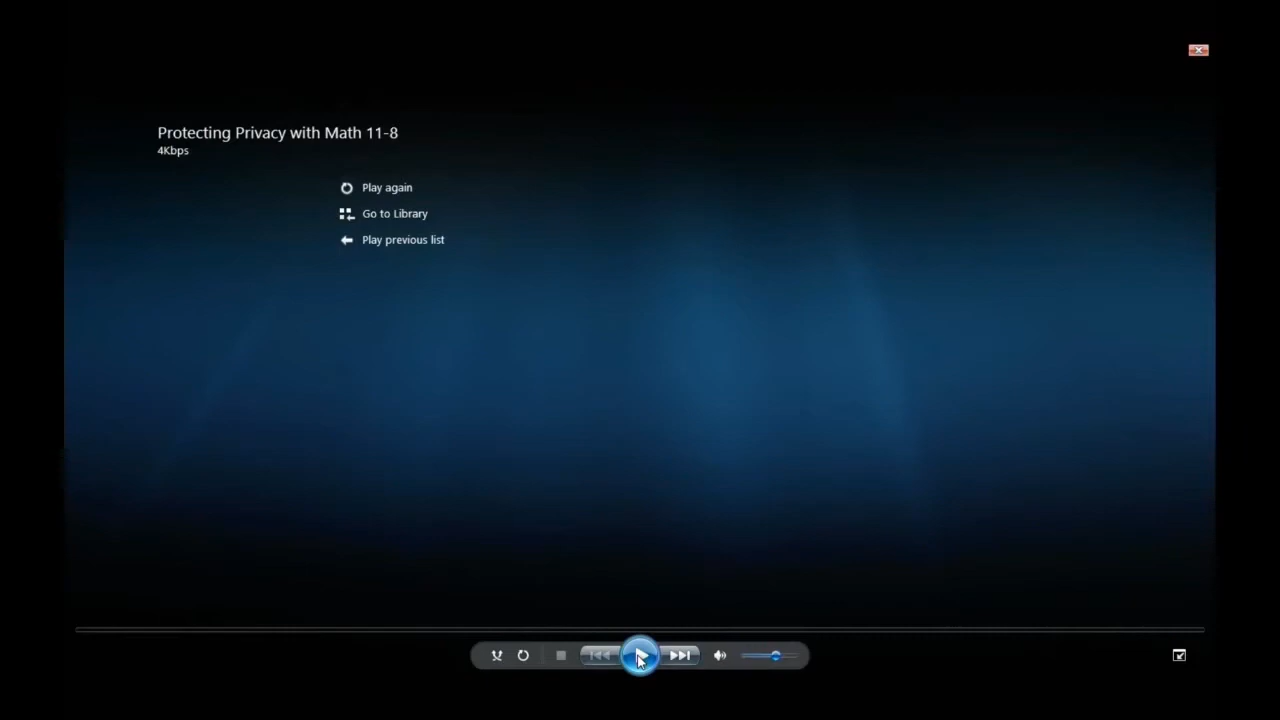 Protecting Privacy with Math 11-8
4Kbps
Play again
Go to Library
Play previous list